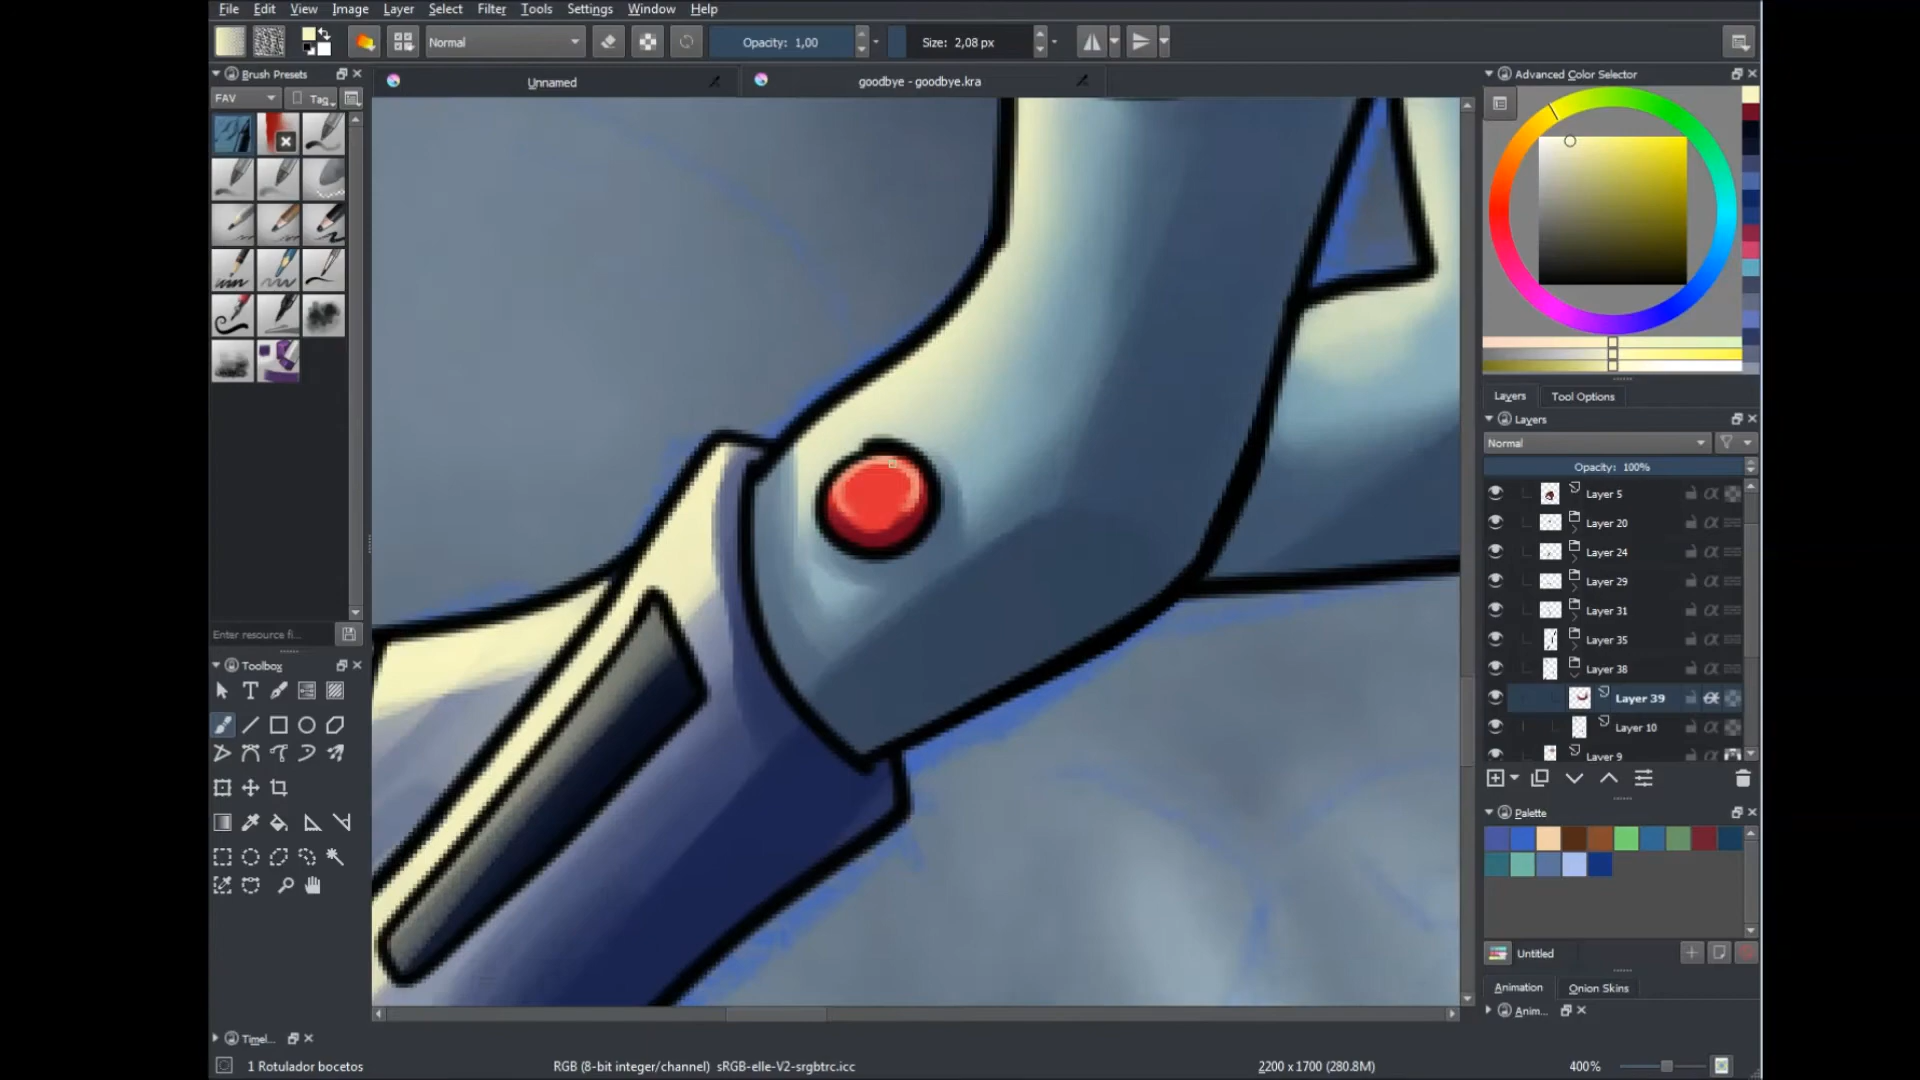 File Edit View Image Layer Select Filter Tools Settings Window Help
Normal Opacity: 1,00 Size: 2,08 px
Brush Presets
Unnamed
goodbye - goodbye.kra
Advanced Color Selector
FAV Tag
Layers Tool Options
Layers
Normal
Opacity: 100%
Layer 5
Layer 20
Layer 24
Layer 29
Layer 31
Layer 35
Layer 38
Layer 39
Layer 10
Layer 9
Enter resource fi...
Toolbox
Palette
Untitled
Animation Onion Skins
Anim...
Timel...
1 Rotulador bocetos
RGB (8-bit integer/channel) sRGB-elle-V2-srgbtrc.icc
2200 x 1700 (280.8M)
400%